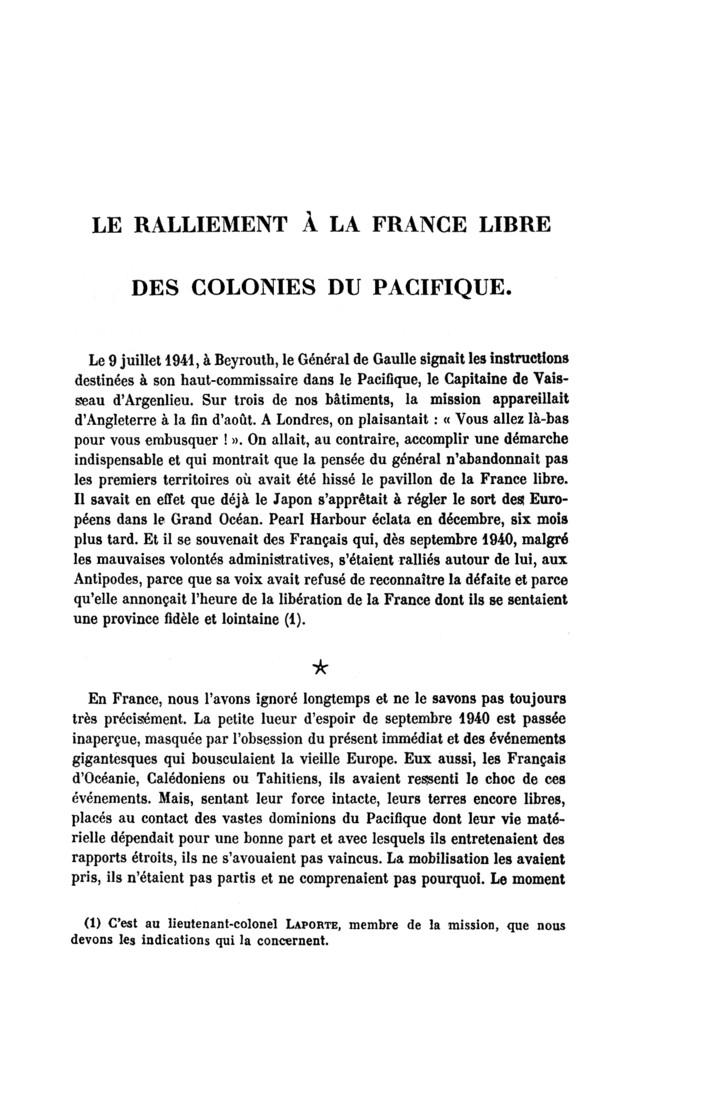 LE RALLIEMENT À LA FRANCE LIBRE
DES COLONIES DU PACIFIQUE.
Le 9 juillet 1941, à Beyrouth, le Général de Gaulle signait les instructions
destinées à son haut-commissaire dans le Pacifique, le Capitaine de Vais-
seau d'Argenlieu. Sur trois de nos bâtiments, la mission appareillait
d'Angleterre à la fin d'août. A Londres, on plaisantait : « Vous allez là-bas
pour vous embusquer ! ». On allait, au contraire, accomplir une démarche
indispensable et qui montrait que la pensée du général n'abandonnait pas
les premiers territoires où avait été hissé le pavillon de la France libre.
Il savait en effet que déjà le Japon s'apprêtait à régler le sort des Euro-
péens dans le Grand Océan. Pearl Harbour éclata en décembre, six mois
plus tard. Et il se souvenait des Français qui, dès septembre 1940, malgré
les mauvaises volontés administratives, s'étaient ralliés autour de lui, aux
Antipodes, parce que sa voix avait refusé de reconnaître la défaite et parce
qu'elle annonçait l'heure de la libération de la France dont ils se sentaient
une province fidèle et lointaine (1).
★
En France, nous l'avons ignoré longtemps et ne le savons pas toujours
très précisément. La petite lueur d'espoir de septembre 1940 est passée
inaperçue, masquée par l'obsession du présent immédiat et des événements
gigantesques qui bousculaient la vieille Europe. Eux aussi, les Français
d'Océanie, Calédoniens ou Tahitiens, ils avaient ressenti le choc de ces
événements. Mais, sentant leur force intacte, leurs terres encore libres,
placés au contact des vastes dominions du Pacifique dont leur vie maté-
rielle dépendait pour une bonne part et avec lesquels ils entretenaient des
rapports étroits, ils ne s'avouaient pas vaincus. La mobilisation les avaient
pris, ils n'étaient pas partis et ne comprenaient pas pourquoi. Le moment
(1) C'est au lieutenant-colonel LAPORTE, membre de la mission, que nous
devons les indications qui la concernent.